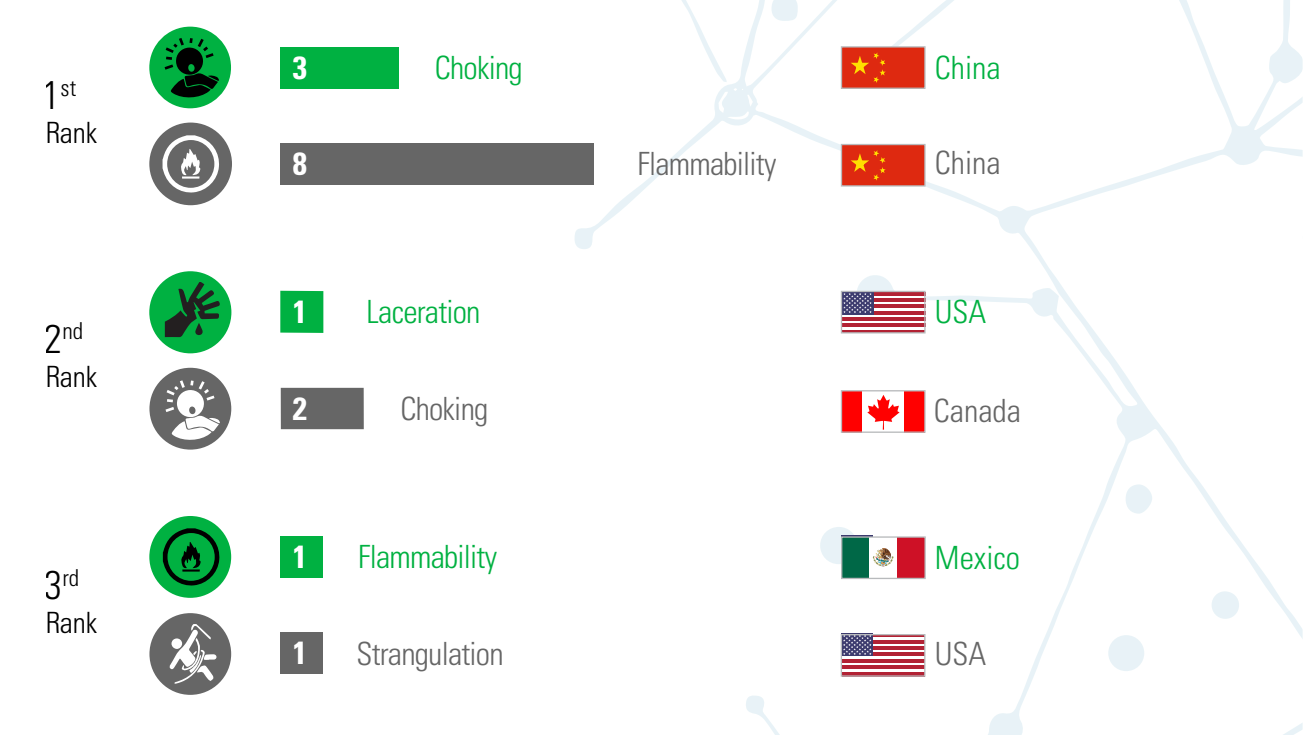 1st
Rank
3 Choking China
8 Flammability China
2nd
Rank
1 Laceration USA
2 Choking Canada
3rd
Rank
1 Flammability Mexico
1 Strangulation USA